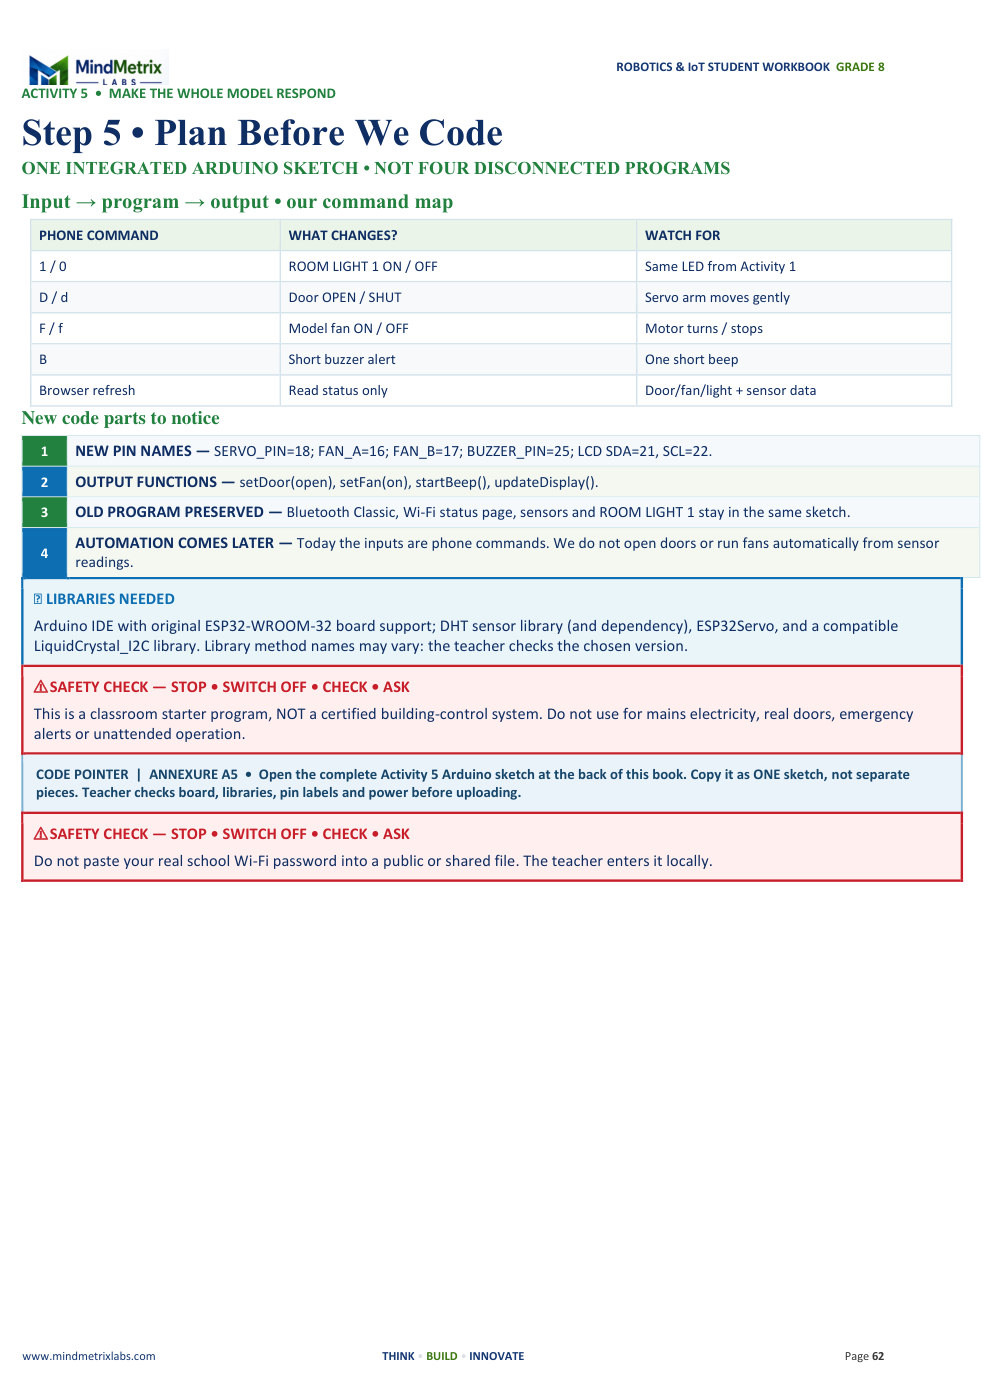 MindMetrix
LABS
ROBOTICS & IoT STUDENT WORKBOOK GRADE 8
ACTIVITY 5 • MAKE THE WHOLE MODEL RESPOND
Step 5 • Plan Before We Code
ONE INTEGRATED ARDUINO SKETCH • NOT FOUR DISCONNECTED PROGRAMS
Input → program → output • our command map
PHONE COMMAND WHAT CHANGES? WATCH FOR
1 / 0 ROOM LIGHT 1 ON / OFF Same LED from Activity 1
D / d Door OPEN / SHUT Servo arm moves gently
F / f Model fan ON / OFF Motor turns / stops
B Short buzzer alert One short beep
Browser refresh Read status only Door/fan/light + sensor data
New code parts to notice
1 NEW PIN NAMES — SERVO_PIN=18; FAN_A=16; FAN_B=17; BUZZER_PIN=25; LCD SDA=21, SCL=22.
2 OUTPUT FUNCTIONS — setDoor(open), setFan(on), startBeep(), updateDisplay().
3 OLD PROGRAM PRESERVED — Bluetooth Classic, Wi-Fi status page, sensors and ROOM LIGHT 1 stay in the same sketch.
4 AUTOMATION COMES LATER — Today the inputs are phone commands. We do not open doors or run fans automatically from sensor
readings.
LIBRARIES NEEDED
Arduino IDE with original ESP32-WROOM-32 board support; DHT sensor library (and dependency), ESP32Servo, and a compatible
LiquidCrystal_I2C library. Library method names may vary: the teacher checks the chosen version.
⚠SAFETY CHECK — STOP • SWITCH OFF • CHECK • ASK
This is a classroom starter program, NOT a certified building-control system. Do not use for mains electricity, real doors, emergency
alerts or unattended operation.
CODE POINTER | ANNEXURE A5 • Open the complete Activity 5 Arduino sketch at the back of this book. Copy it as ONE sketch, not separate
pieces. Teacher checks board, libraries, pin labels and power before uploading.
⚠SAFETY CHECK — STOP • SWITCH OFF • CHECK • ASK
Do not paste your real school Wi-Fi password into a public or shared file. The teacher enters it locally.
www.mindmetrixlabs.com THINK • BUILD • INNOVATE Page 62